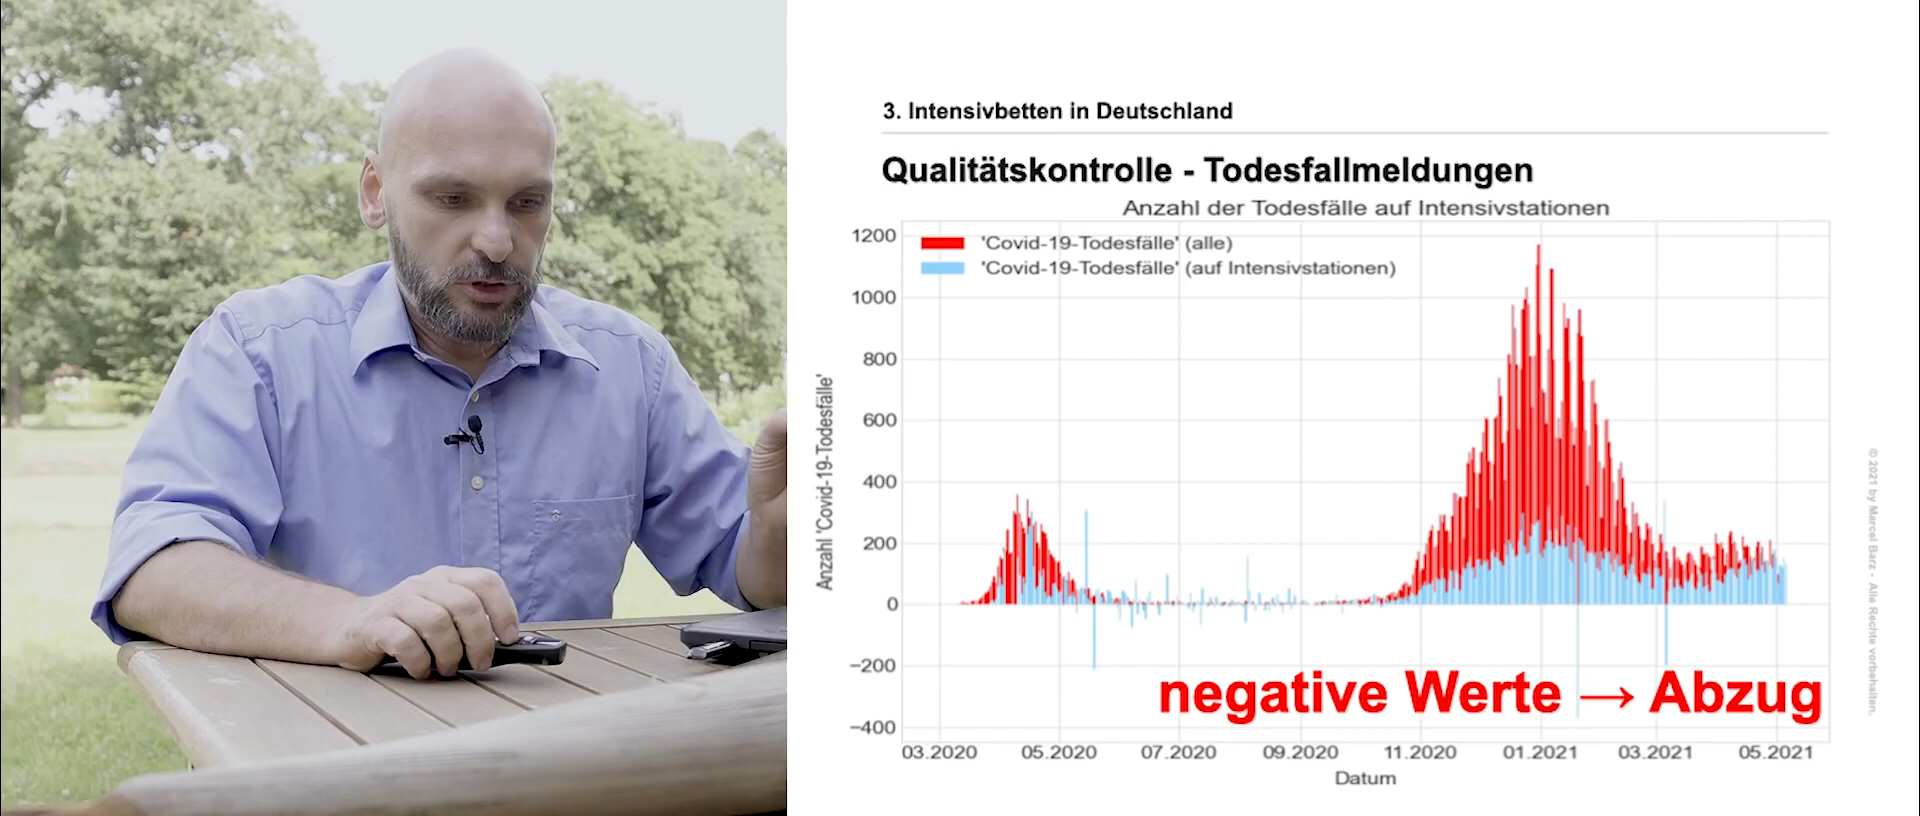 3. Intensivbetten in Deutschland
Qualitätskontrolle - Todesfallmeldungen
Anzahl der Todesfälle auf Intensivstationen
'Covid-19-Todesfälle' (alle)
'Covid-19-Todesfälle' (auf Intensivstationen)
Anzahl 'Covid-19-Todesfälle'
1200
1000
800
600
400
200
0
−200
−400
negative Werte → Abzug
03.2020 05.2020 07.2020 09.2020 11.2020 01.2021 03.2021 05.2021
Datum
© 2021 by Marcel Barz - Alle Rechte vorbehalten.